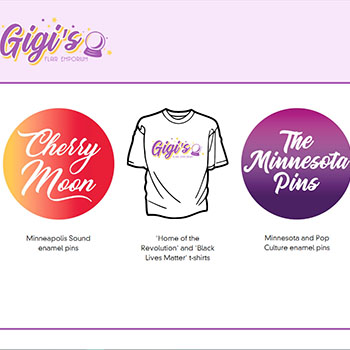 Gigi's
FLAIR EMPORIUM
Cherry
Moon
Gigi's
FLAIR EMPORIUM
The
Minnesota
Pins
Minneapolis Sound
enamel pins
'Home of the
Revolution' and 'Black
Lives Matter' t-shirts
Minnesota and Pop
Culture enamel pins